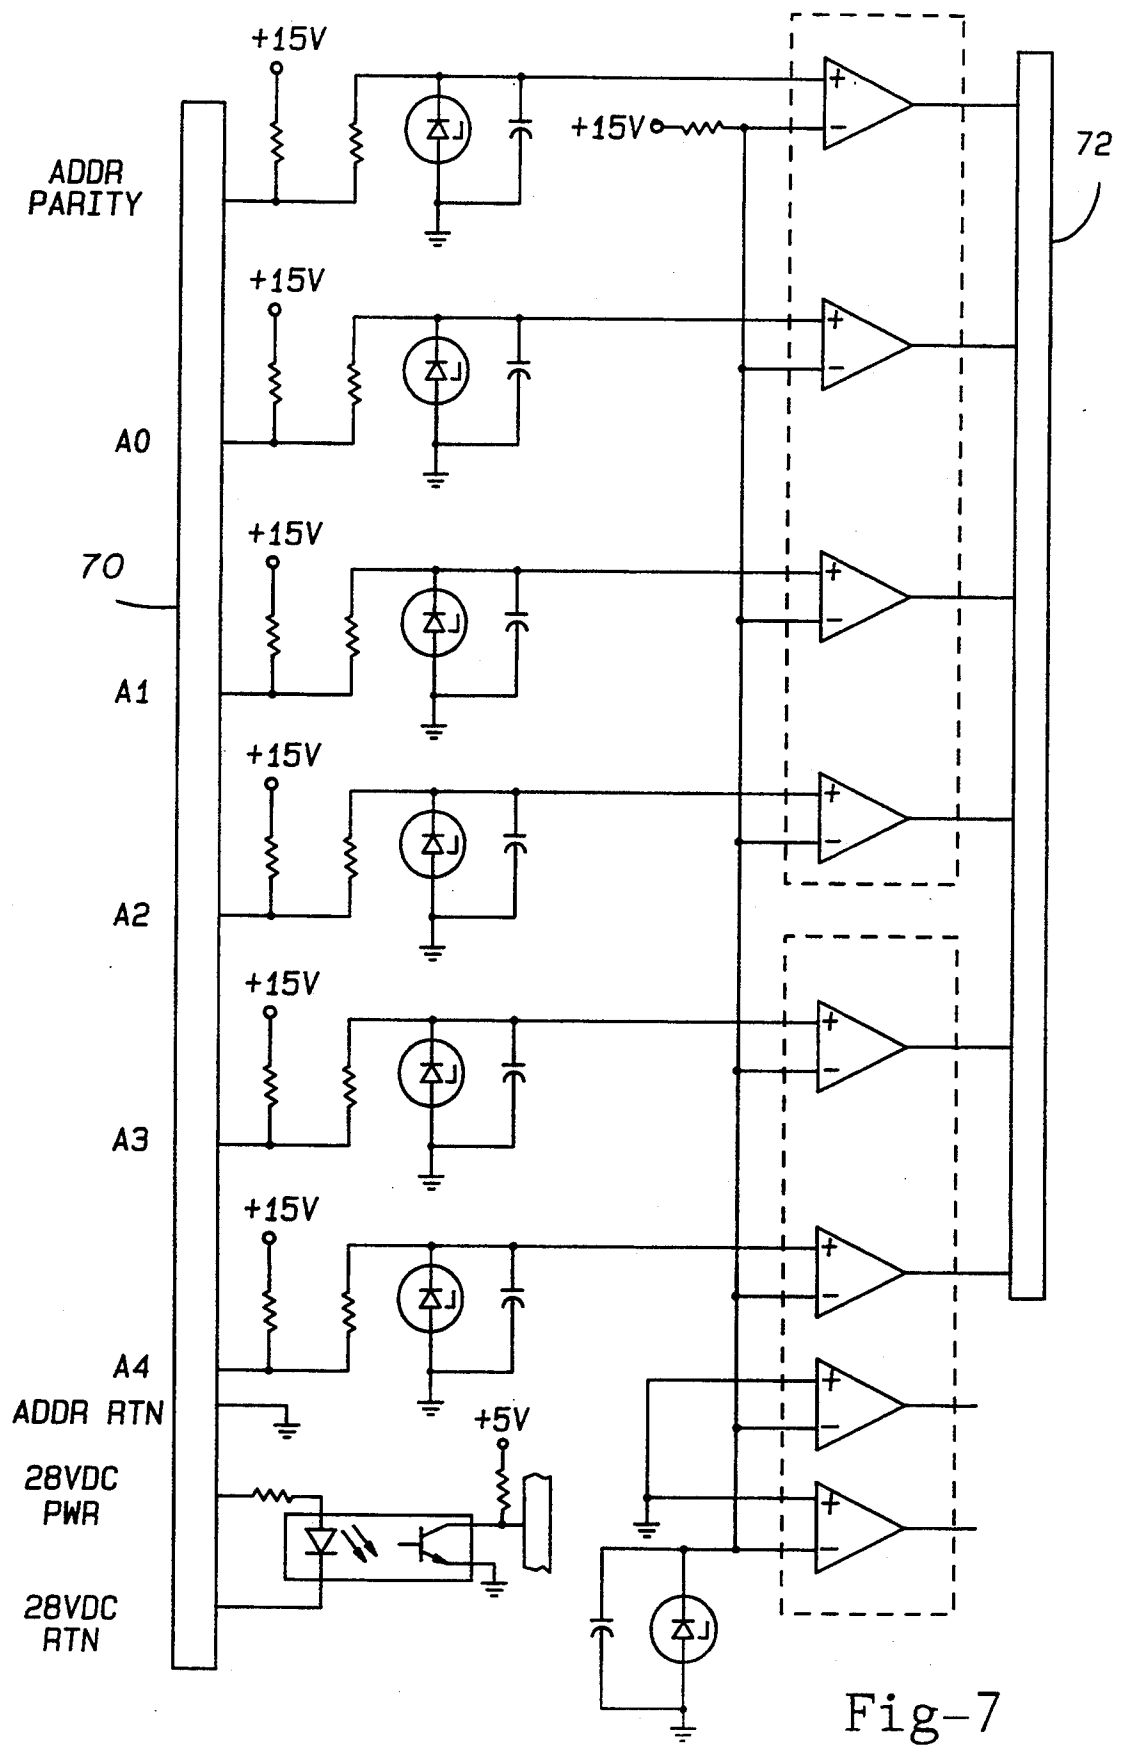 +15V
+15V
+
−
72
ADDR
PARITY
+15V
+
−
A0
+15V
+
−
70
A1
+15V
+
−
A2
+15V
+
−
A3
+15V
+
−
A4
ADDR RTN
+5V
+
−
28VDC
PWR
+
−
28VDC
RTN
Fig-7